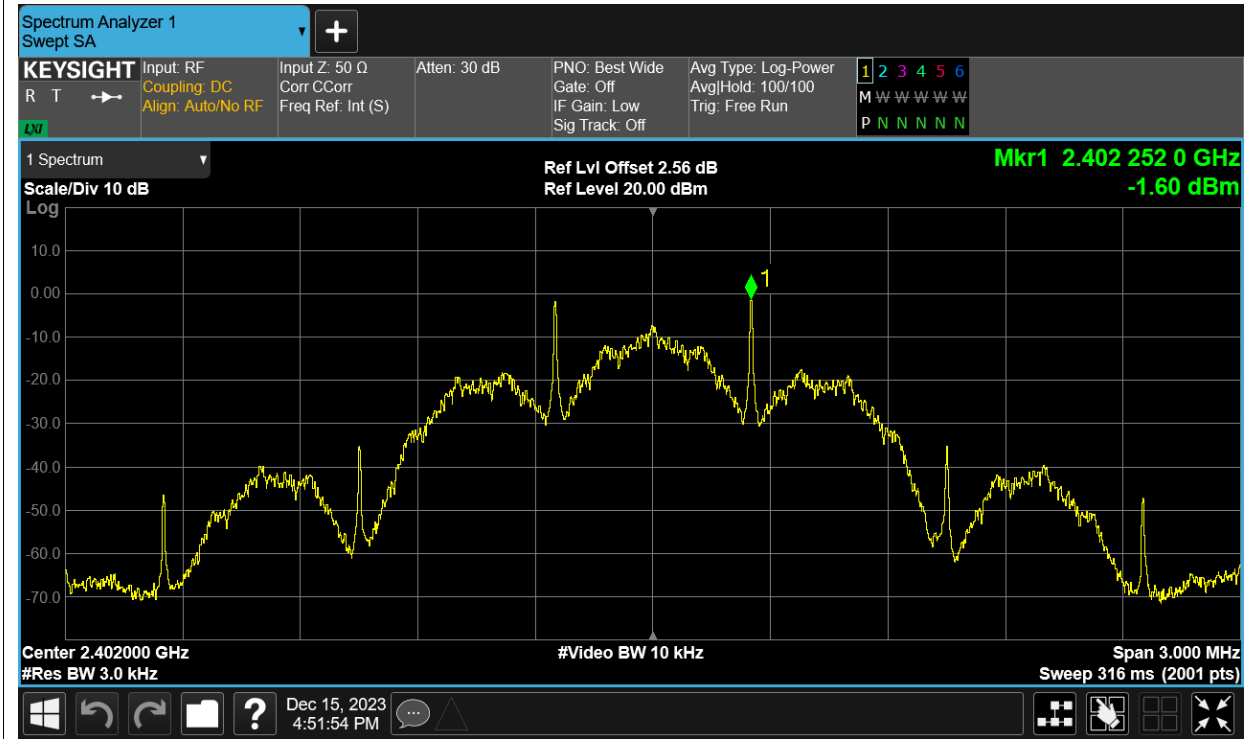 Spectrum Analyzer 1
Swept SA
+
KEYSIGHT
R T
LXI
Input: RF
Coupling: DC
Align: Auto/No RF
Input Z: 50 Ω
Corr CCorr
Freq Ref: Int (S)
Atten: 30 dB
PNO: Best Wide
Gate: Off
IF Gain: Low
Sig Track: Off
Avg Type: Log-Power
Avg|Hold: 100/100
Trig: Free Run
1 2 3 4 5 6
M W W W W W
P N N N N N
1 Spectrum
Scale/Div 10 dB
Log
Ref Lvl Offset 2.56 dB
Ref Level 20.00 dBm
Mkr1 2.402 252 0 GHz
-1.60 dBm
10.0
0.00
-10.0
-20.0
-30.0
-40.0
-50.0
-60.0
-70.0
1
Center 2.402000 GHz
#Res BW 3.0 kHz
#Video BW 10 kHz
Span 3.000 MHz
Sweep 316 ms (2001 pts)
?
Dec 15, 2023
4:51:54 PM